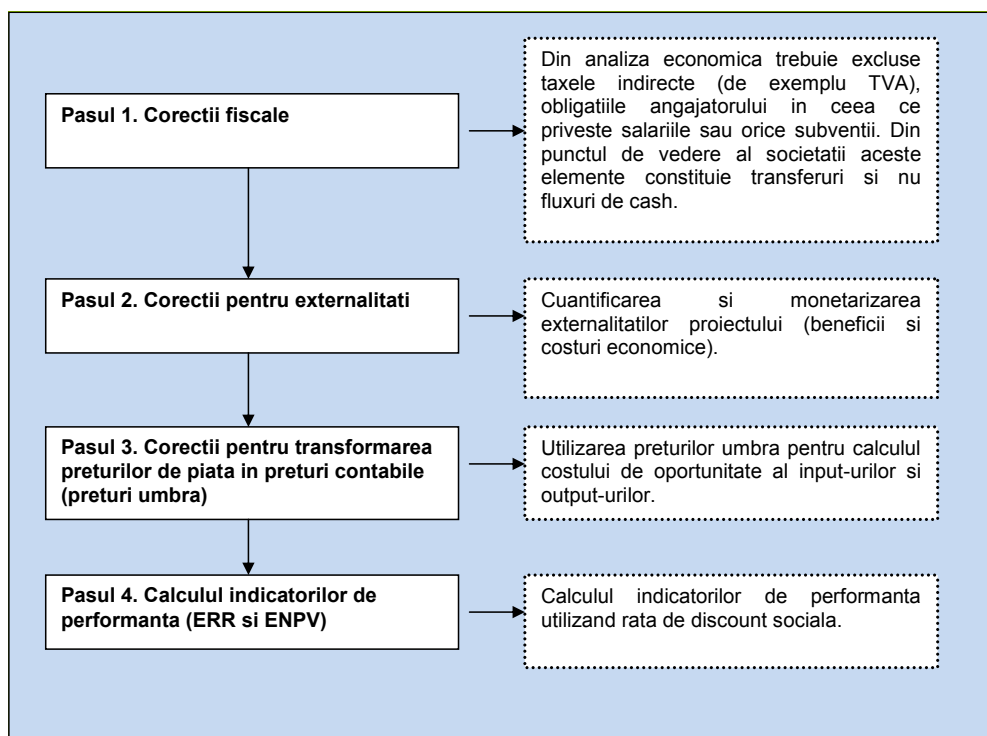 Pasul 1. Corectii fiscale
Din analiza economica trebuie excluse
taxele indirecte (de exemplu TVA),
obligatiile angajatorului in ceea ce
priveste salariile sau orice subventii. Din
punctul de vedere al societatii aceste
elemente constituie transferuri si nu
fluxuri de cash.
Pasul 2. Corectii pentru externalitati
Cuantificarea si monetarizarea
externalitatilor proiectului (beneficii si
costuri economice).
Pasul 3. Corectii pentru transformarea
preturilor de piata in preturi contabile
(preturi umbra)
Utilizarea preturilor umbra pentru calculul
costului de oportunitate al input-urilor si
output-urilor.
Pasul 4. Calculul indicatorilor de
performanta (ERR si ENPV)
Calculul indicatorilor de performanta
utilizand rata de discount sociala.